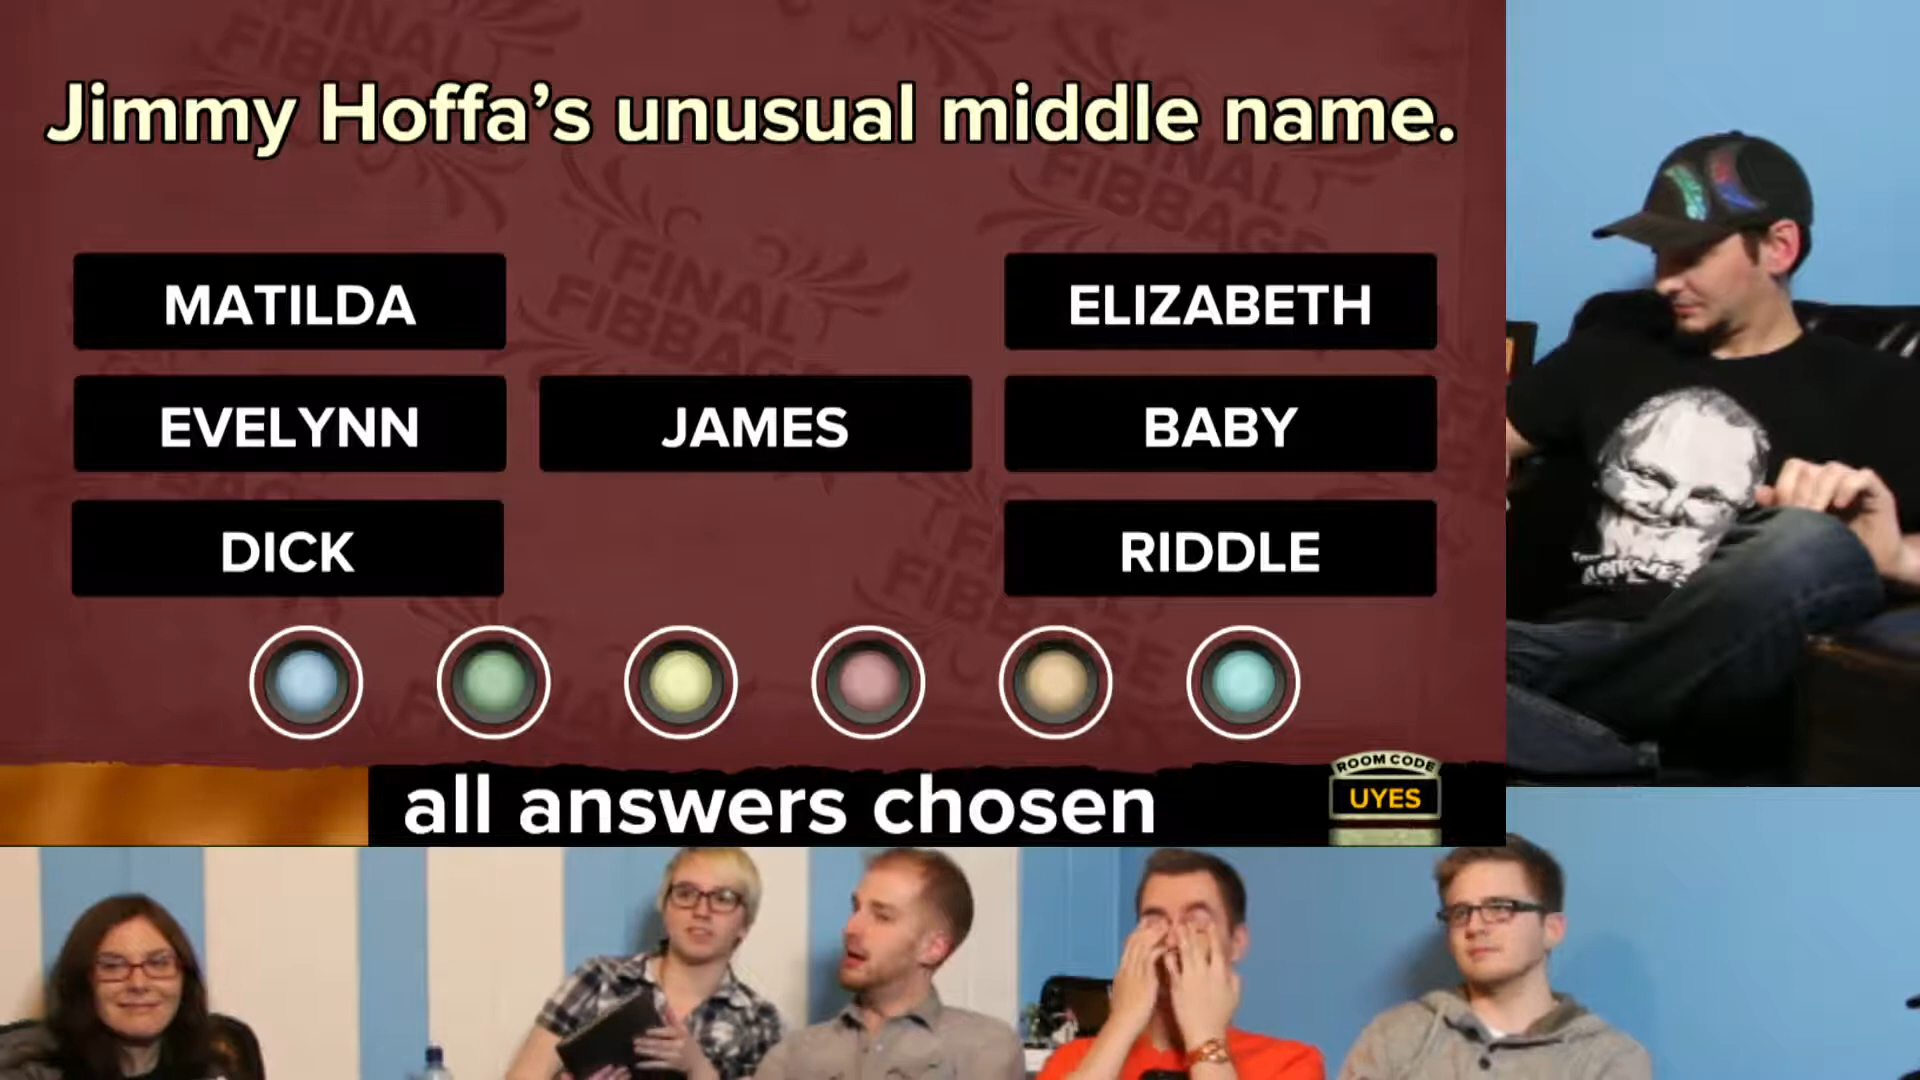 Jimmy Hoffa's unusual middle name.
MATILDA
ELIZABETH
EVELYNN
JAMES
BABY
DICK
RIDDLE
all answers chosen
ROOM CODE
UYES